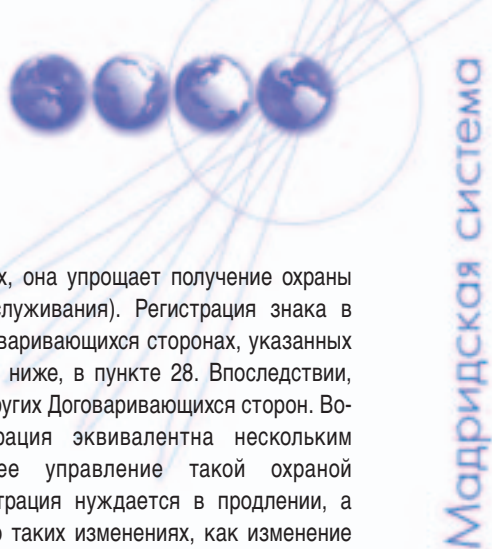 х, она упрощает получение охраны
служивания). Регистрация знака в
варивающихся сторонах, указанных
ниже, в пункте 28. Впоследствии,
ругих Договаривающихся сторон. Во-
рация эквивалентна нескольким
ее управление такой охраной
трация нуждается в продлении, а
о таких изменениях, как изменение
Мадридская система